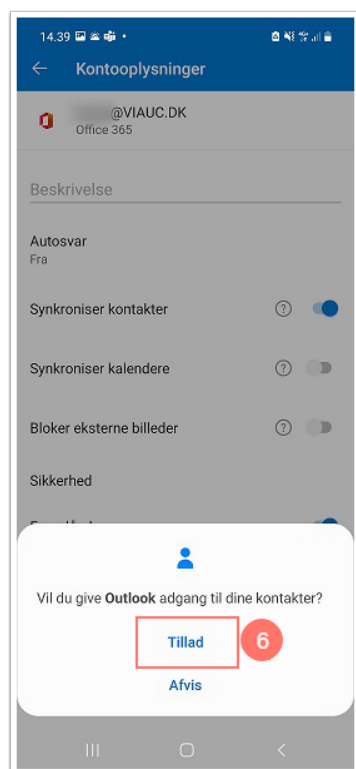 14.39
Kontooplysninger
@VIAUC.DK
Office 365
Beskrivelse
Autosvar
Fra
Synkroniser kontakter
Synkroniser kalendere
Bloker eksterne billeder
Sikkerhed
Vil du give Outlook adgang til dine kontakter?
Tillad
6
Afvis